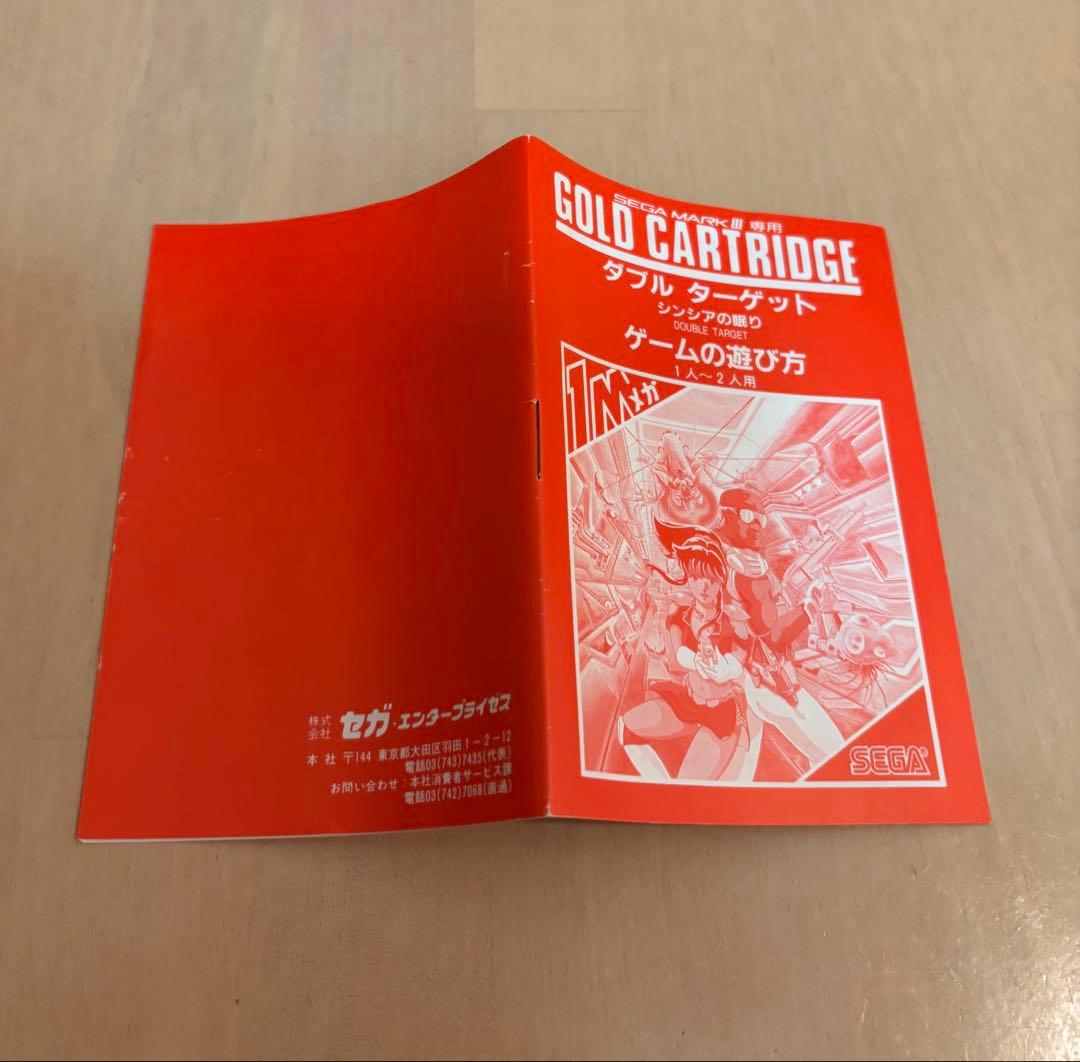 SEGA MARK III 専用
GOLD CARTRIDGE
ダブル ターゲット
シンシアの眠り
DOUBLE TARGET
ゲームの遊び方
1人~2人用
1Mメガ
SEGA®
株式会社 セガ・エンタープライゼス
本社 〒144 東京都大田区羽田1-2-12
電話03(743)7435(代表)
お問い合わせ:本社消費者サービス課
電話03(742)7068(直通)